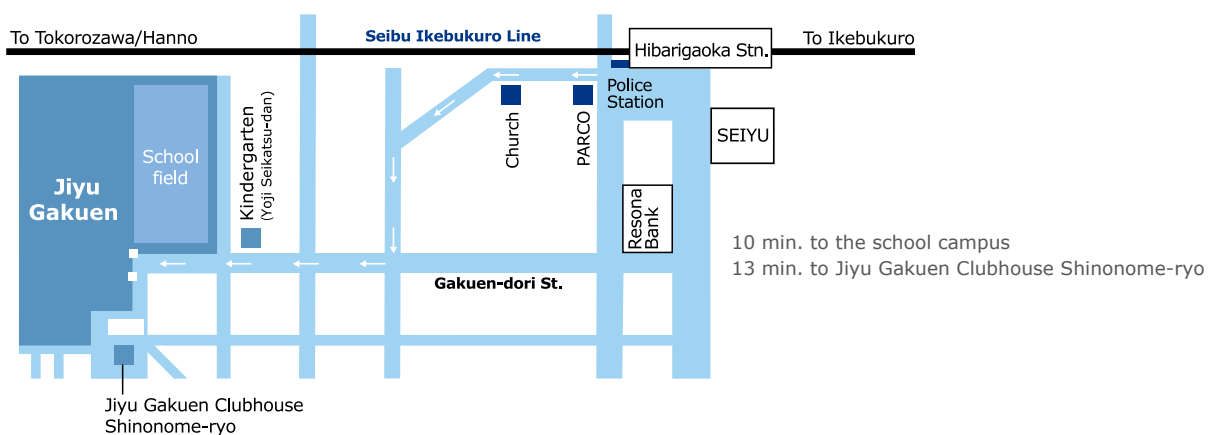 To Tokorozawa/Hanno
Seibu Ikebukuro Line
Hibarigaoka Stn.
To Ikebukuro
Police
Station
SEIYU
PARCO
Church
Kindergarten
(Yoji Seikatsu-dan)
School
field
Jiyu
Gakuen
Resona
Bank
10 min. to the school campus
13 min. to Jiyu Gakuen Clubhouse Shinonome-ryo
Gakuen-dori St.
Jiyu Gakuen Clubhouse
Shinonome-ryo